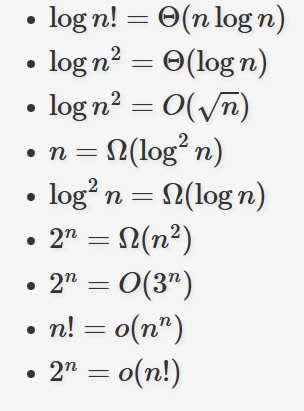 • log n! = Θ(n log n)
• log n² = Θ(log n)
• log n² = O(√n)
• n = Ω(log² n)
• log² n = Ω(log n)
• 2ⁿ = Ω(n²)
• 2ⁿ = O(3ⁿ)
• n! = o(nⁿ)
• 2ⁿ = o(n!)